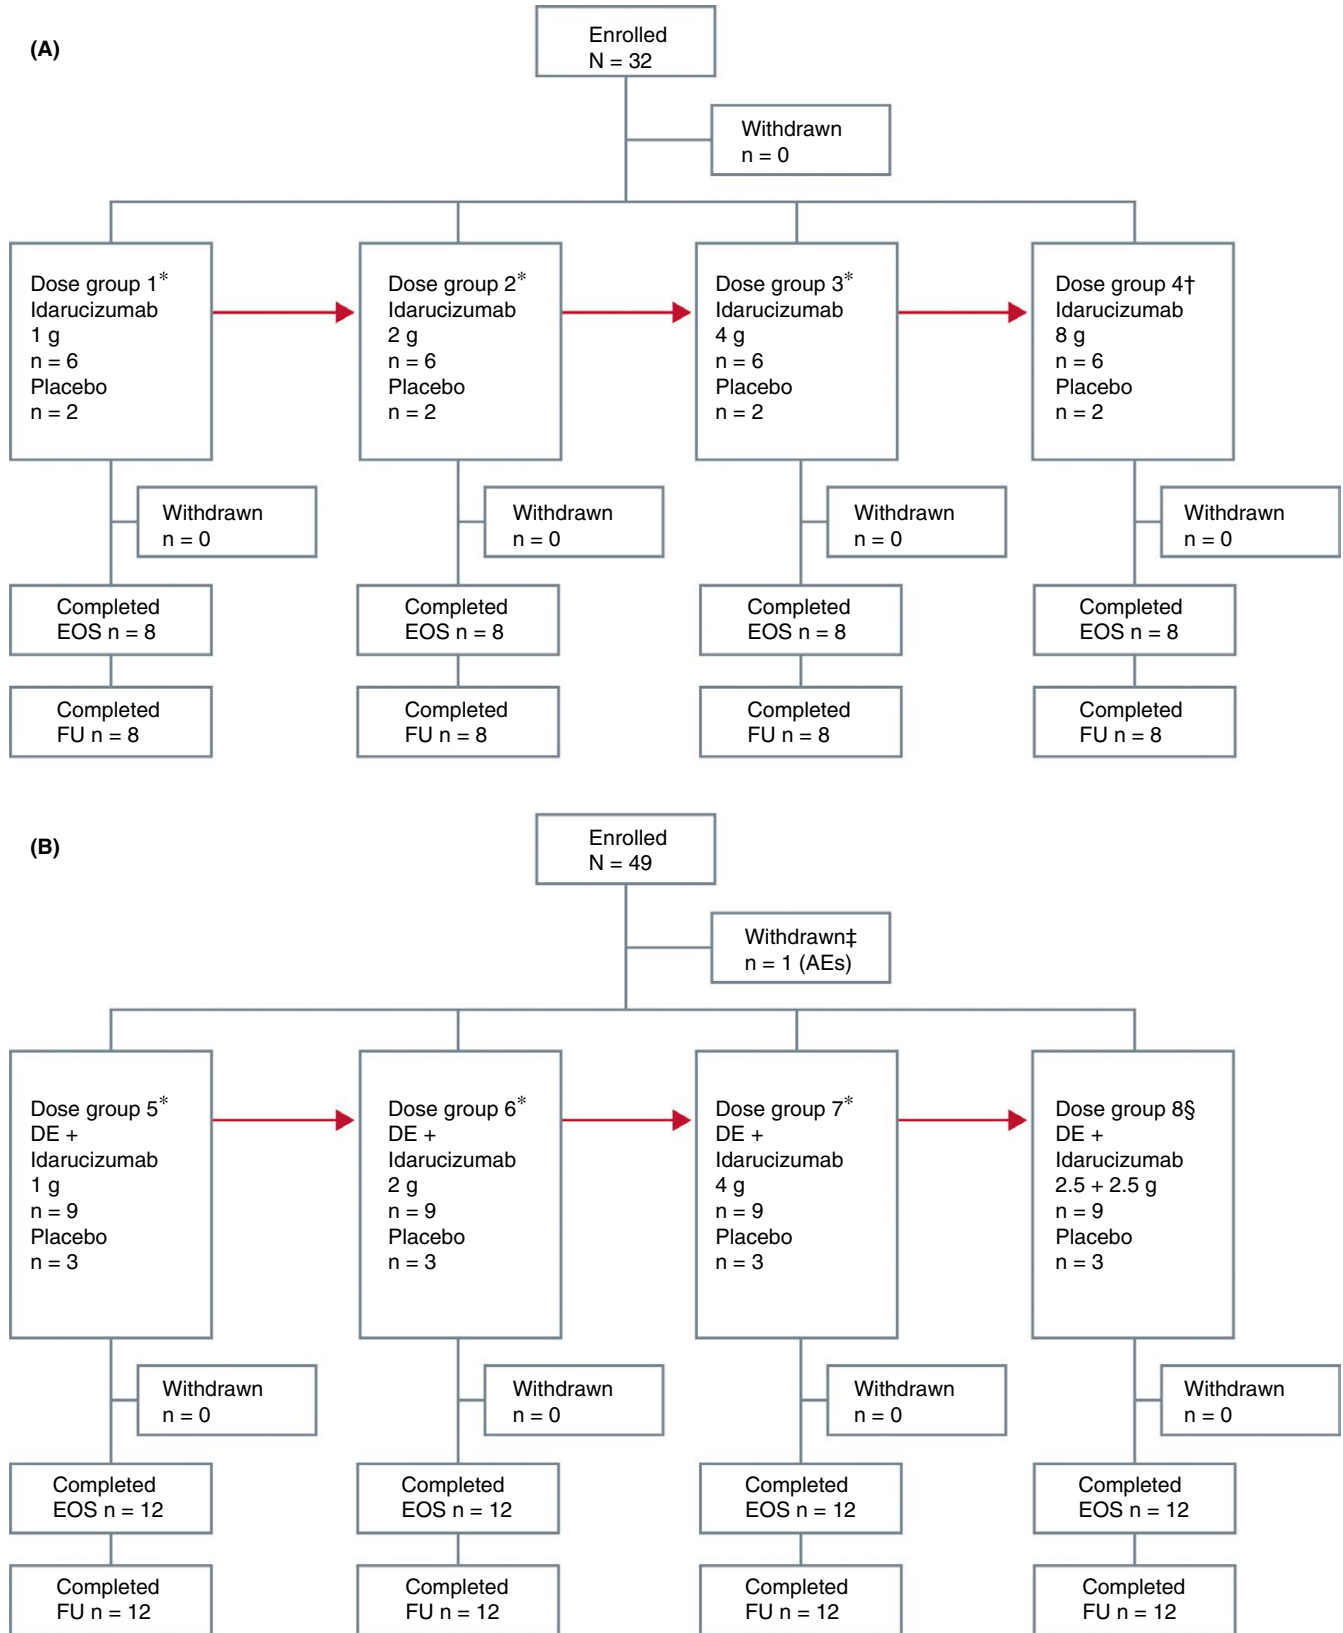 (A)
Enrolled
N = 32
Withdrawn
n = 0
Dose group 1*
Idarucizumab
1 g
n = 6
Placebo
n = 2
Dose group 2*
Idarucizumab
2 g
n = 6
Placebo
n = 2
Dose group 3*
Idarucizumab
4 g
n = 6
Placebo
n = 2
Dose group 4†
Idarucizumab
8 g
n = 6
Placebo
n = 2
Withdrawn
n = 0
Withdrawn
n = 0
Withdrawn
n = 0
Withdrawn
n = 0
Completed
EOS n = 8
Completed
EOS n = 8
Completed
EOS n = 8
Completed
EOS n = 8
Completed
FU n = 8
Completed
FU n = 8
Completed
FU n = 8
Completed
FU n = 8
(B)
Enrolled
N = 49
Withdrawn‡
n = 1 (AEs)
Dose group 5*
DE +
Idarucizumab
1 g
n = 9
Placebo
n = 3
Dose group 6*
DE +
Idarucizumab
2 g
n = 9
Placebo
n = 3
Dose group 7*
DE +
Idarucizumab
4 g
n = 9
Placebo
n = 3
Dose group 8§
DE +
Idarucizumab
2.5 + 2.5 g
n = 9
Placebo
n = 3
Withdrawn
n = 0
Withdrawn
n = 0
Withdrawn
n = 0
Withdrawn
n = 0
Completed
EOS n = 12
Completed
EOS n = 12
Completed
EOS n = 12
Completed
EOS n = 12
Completed
FU n = 12
Completed
FU n = 12
Completed
FU n = 12
Completed
FU n = 12